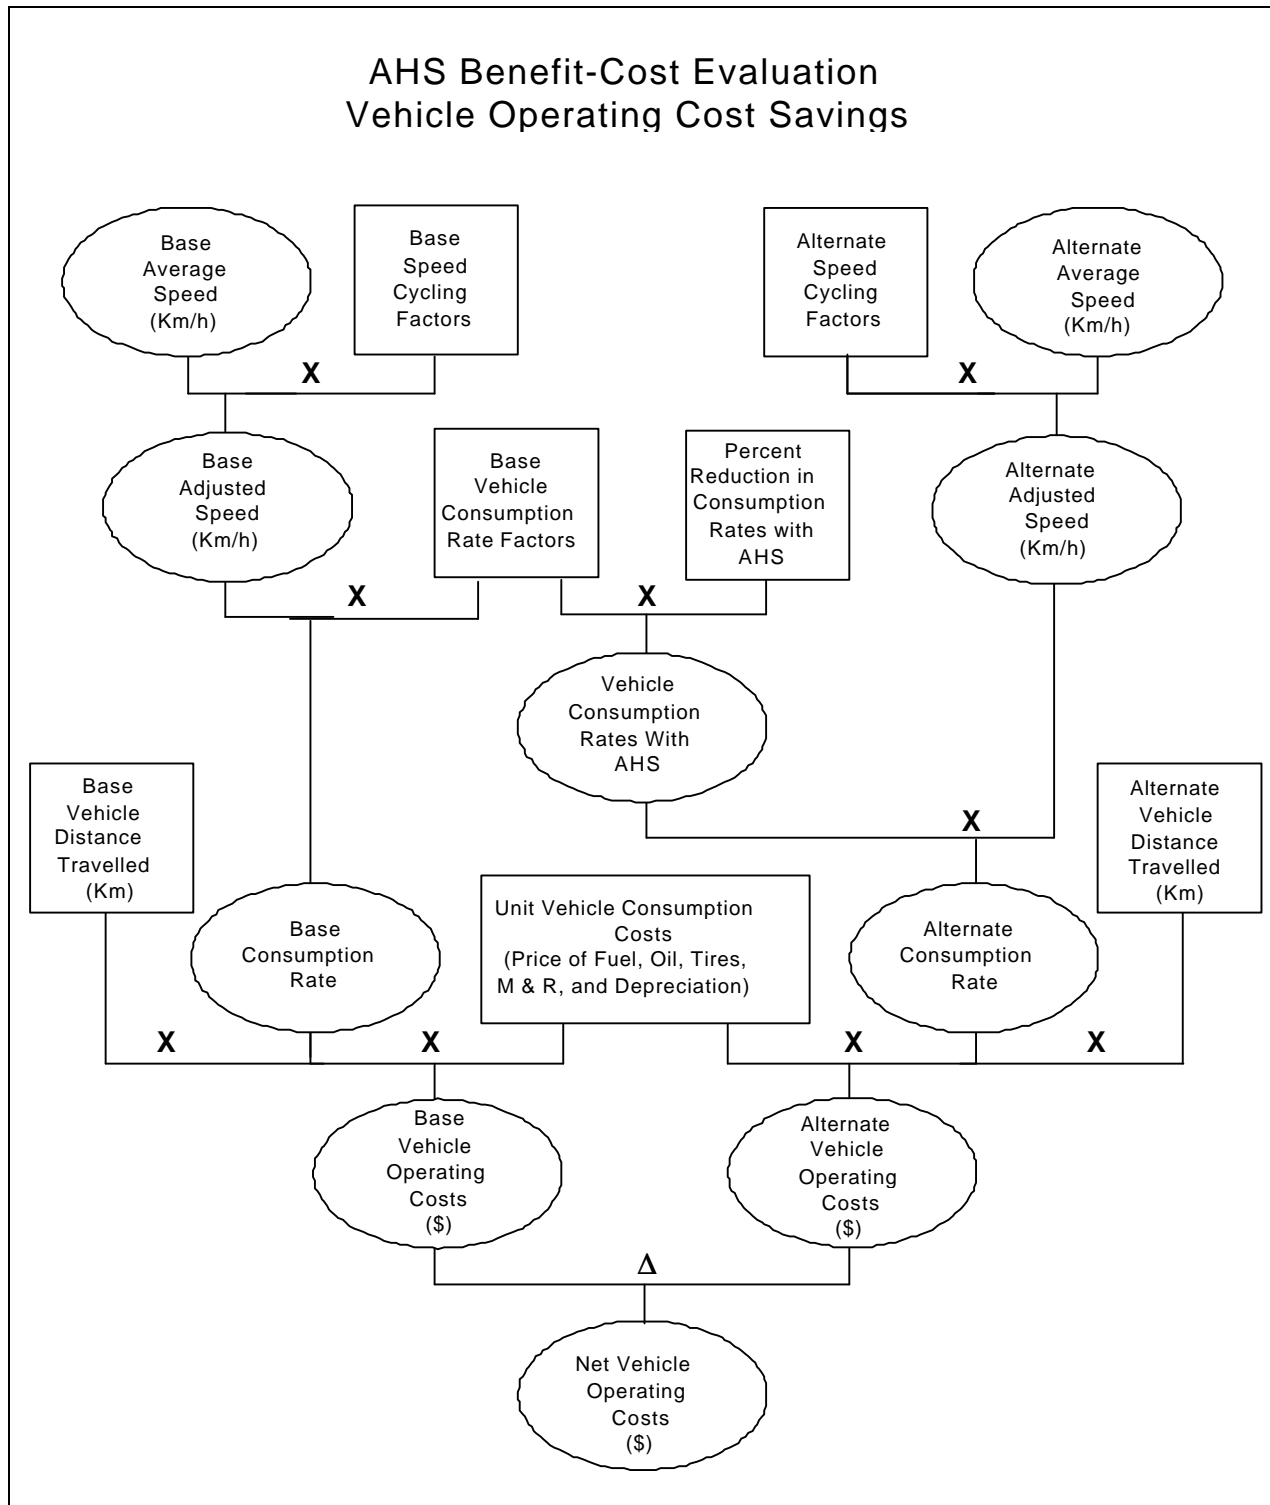 AHS Benefit-Cost Evaluation
Vehicle Operating Cost Savings
Base
Average
Speed
(Km/h)
Base
Speed
Cycling
Factors
Alternate
Speed
Cycling
Factors
Alternate
Average
Speed
(Km/h)
X
X
Base
Adjusted
Speed
(Km/h)
Base
Vehicle
Consumption
Rate Factors
Percent
Reduction in
Consumption
Rates with
AHS
Alternate
Adjusted
Speed
(Km/h)
X
X
Vehicle
Consumption
Rates With
AHS
Base
Vehicle
Distance
Travelled
(Km)
X
Alternate
Vehicle
Distance
Travelled
(Km)
Base
Consumption
Rate
Unit Vehicle Consumption
Costs
(Price of Fuel, Oil, Tires,
M & R, and Depreciation)
Alternate
Consumption
Rate
X
X
X
X
Base
Vehicle
Operating
Costs
($)
Alternate
Vehicle
Operating
Costs
($)
Δ
Net Vehicle
Operating
Costs
($)